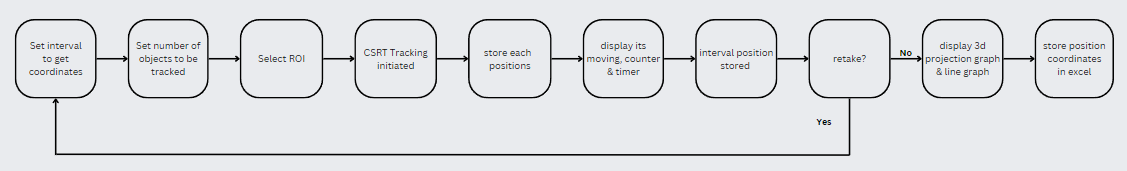 Set interval
to get
coordinates
Set number of
objects to be
tracked
Select ROI
CSRT Tracking
initiated
store each
positions
display its
moving, counter
& timer
interval position
stored
retake?
No
display 3d
projection graph
& line graph
store position
coordinates
in excel
Yes